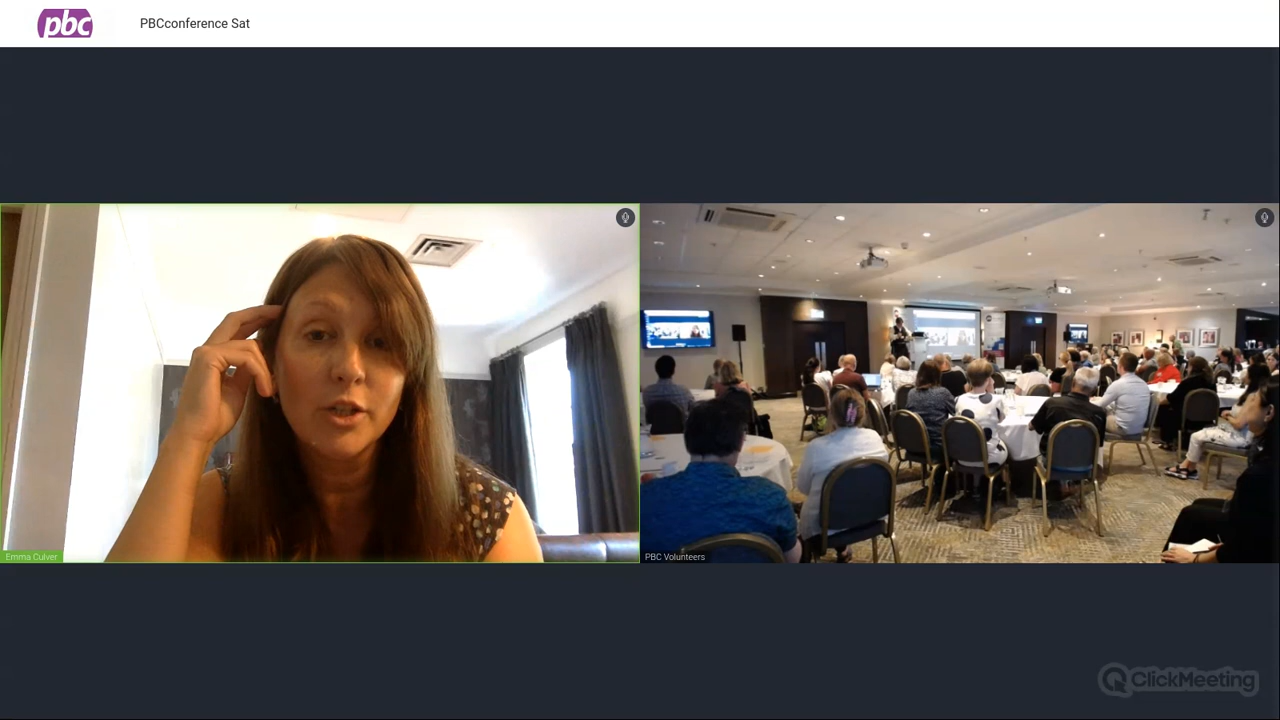 pbc
PBCconference Sat
Emma Culver
PBC Volunteers
ClickMeeting